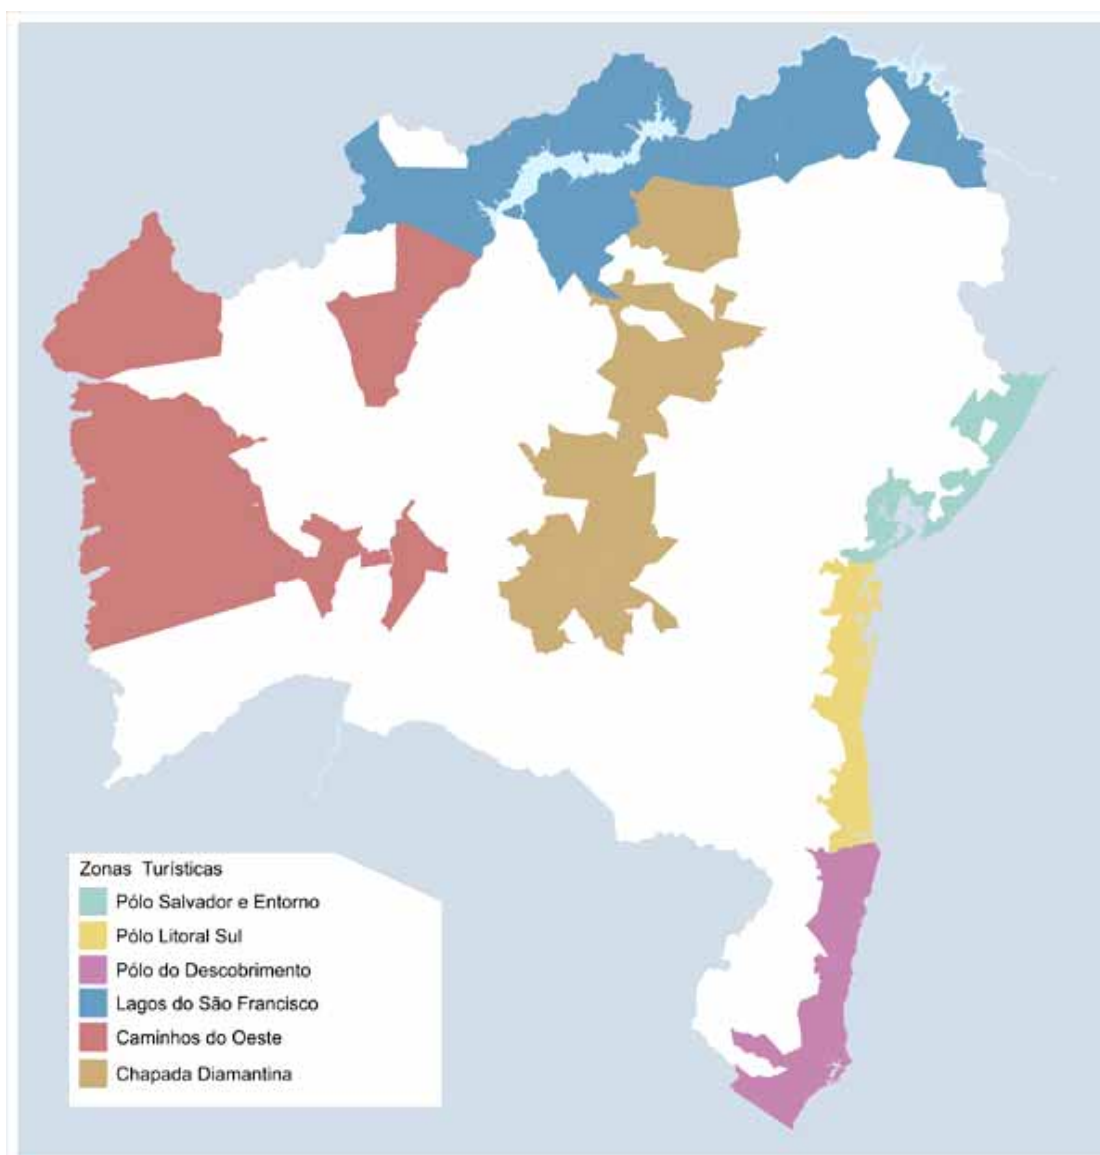 Zonas Turísticas
Pólo Salvador e Entorno
Pólo Litoral Sul
Pólo do Descobrimento
Lagos do São Francisco
Caminhos do Oeste
Chapada Diamantina